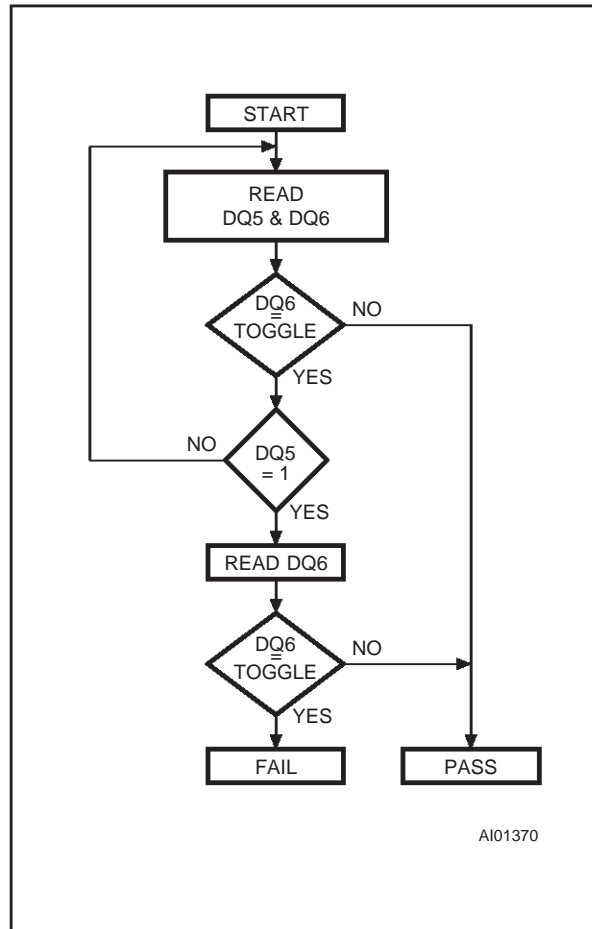 START
READ
DQ5 & DQ6
DQ6
=
TOGGLE
NO
YES
NO
DQ5
= 1
YES
READ DQ6
DQ6
=
TOGGLE
NO
YES
FAIL
PASS
AI01370